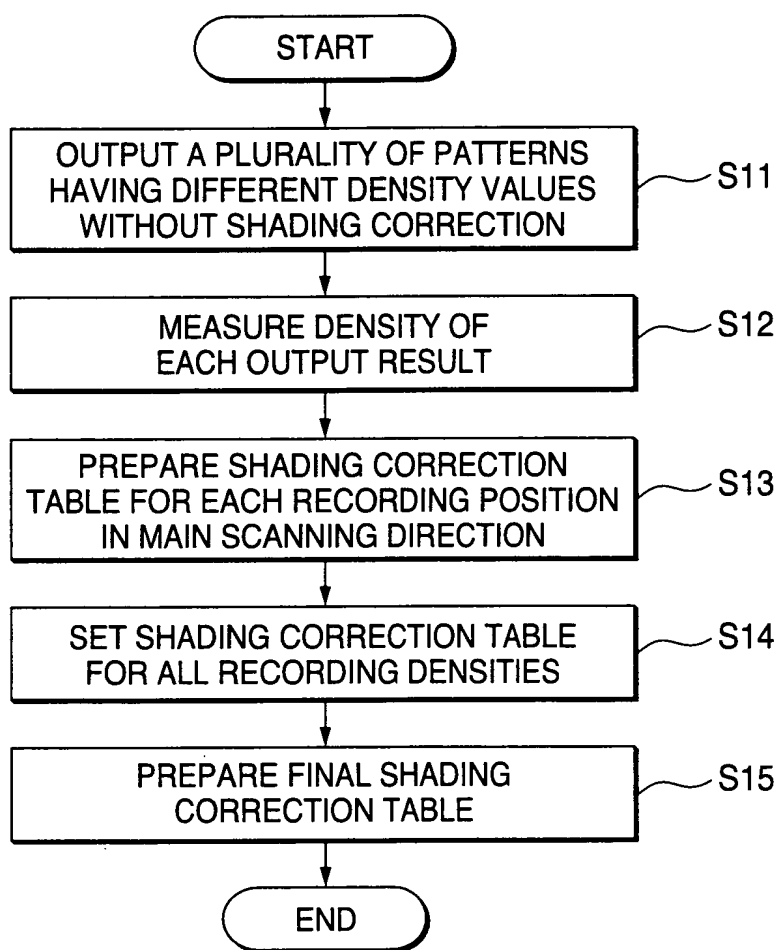 START
OUTPUT A PLURALITY OF PATTERNS
HAVING DIFFERENT DENSITY VALUES
WITHOUT SHADING CORRECTION
S11
MEASURE DENSITY OF
EACH OUTPUT RESULT
S12
PREPARE SHADING CORRECTION
TABLE FOR EACH RECORDING POSITION
IN MAIN SCANNING DIRECTION
S13
SET SHADING CORRECTION TABLE
FOR ALL RECORDING DENSITIES
S14
PREPARE FINAL SHADING
CORRECTION TABLE
S15
END